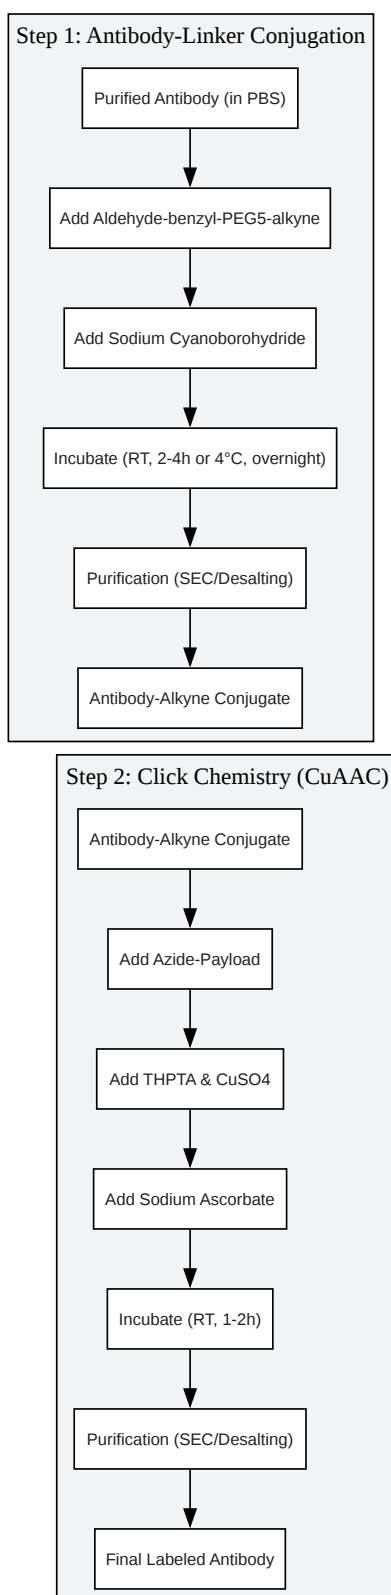 Step 1: Antibody-Linker Conjugation
Purified Antibody (in PBS)
Add Aldehyde-benzyl-PEG5-alkyne
Add Sodium Cyanoborohydride
Incubate (RT, 2-4h or 4°C, overnight)
Purification (SEC/Desalting)
Antibody-Alkyne Conjugate
Step 2: Click Chemistry (CuAAC)
Antibody-Alkyne Conjugate
Add Azide-Payload
Add THPTA & CuSO4
Add Sodium Ascorbate
Incubate (RT, 1-2h)
Purification (SEC/Desalting)
Final Labeled Antibody